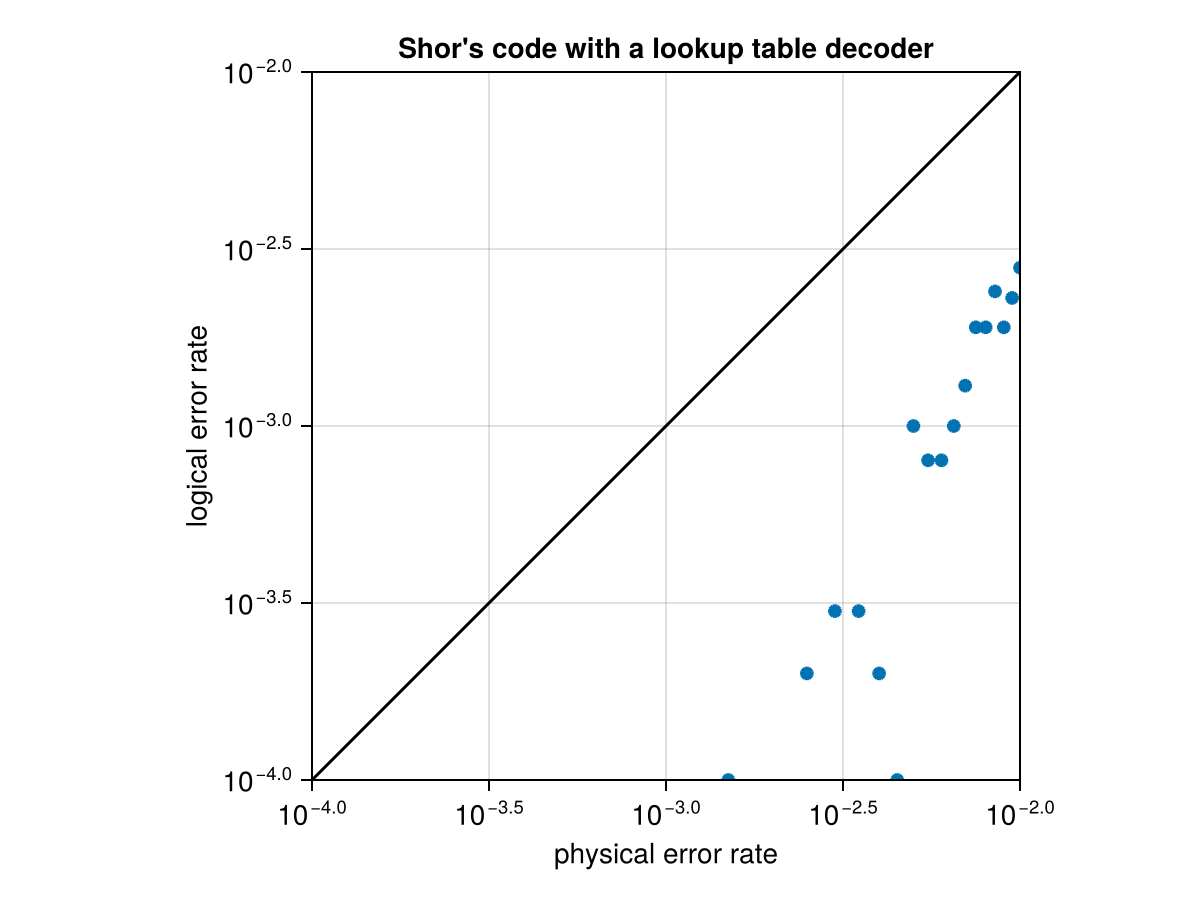 Shor's code with a lookup table decoder
10⁻²·⁰
10⁻²·⁵
10⁻³·⁰
10⁻³·⁵
10⁻⁴·⁰
logical error rate
10⁻⁴·⁰ 10⁻³·⁵ 10⁻³·⁰ 10⁻²·⁵ 10⁻²·⁰
physical error rate